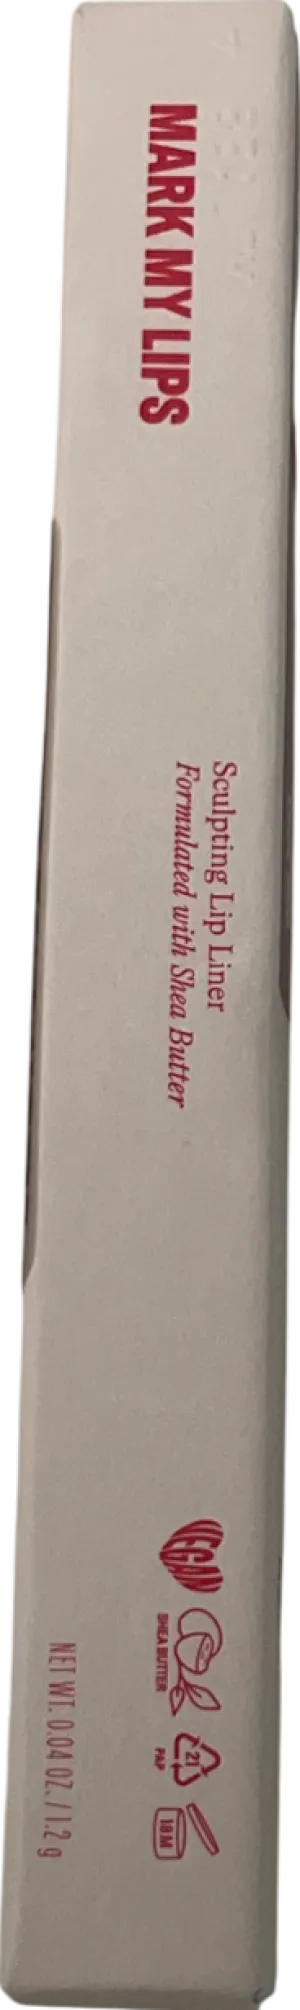 MARK MY LIPS
Sculpting Lip Liner
Formulated with Shea Butter
VEGAN
SHEA BUTTER
21
PAP
18M
NET WT. 0.04 OZ. / 1.2 g